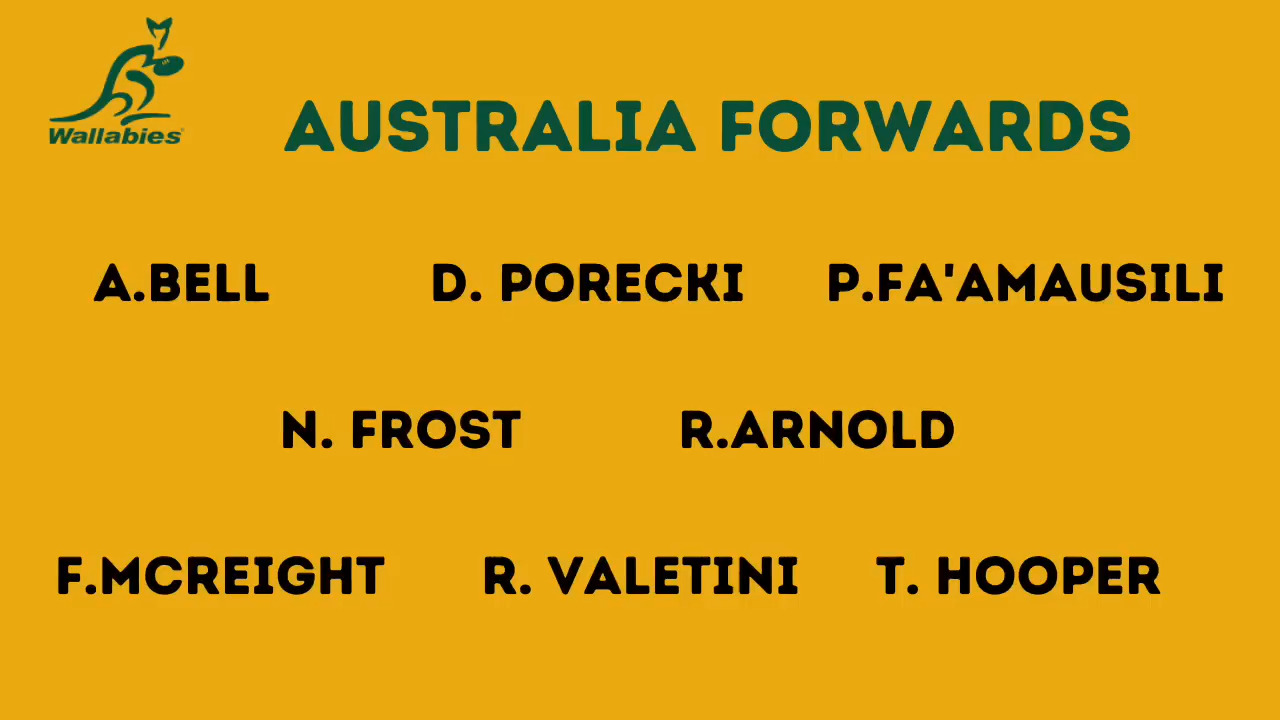 Wallabies
AUSTRALIA FORWARDS
A.BELL D. PORECKI P.FA'AMAUSILI
N. FROST R.ARNOLD
F.MCREIGHT R. VALETINI T. HOOPER